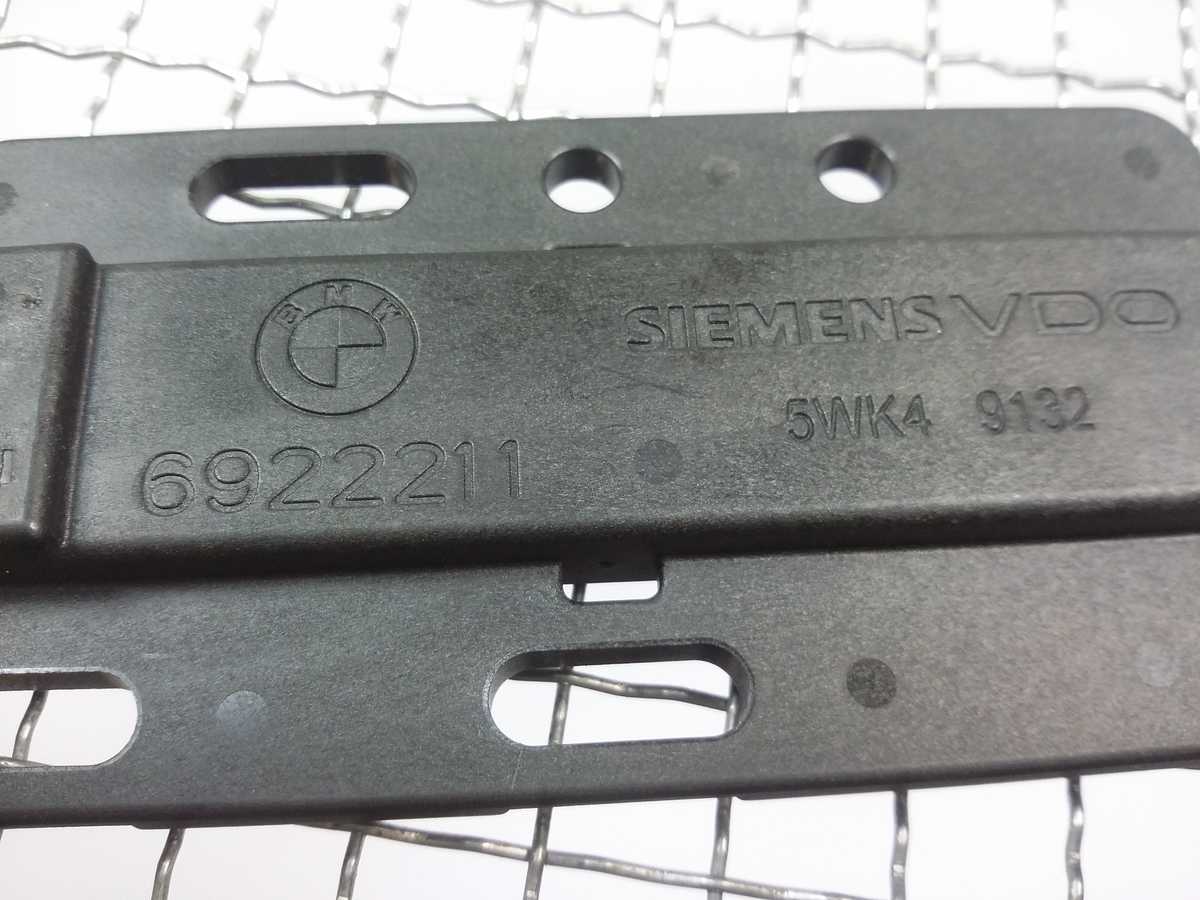 BMW
SIEMENS VDO
5WK4 9132
6922211